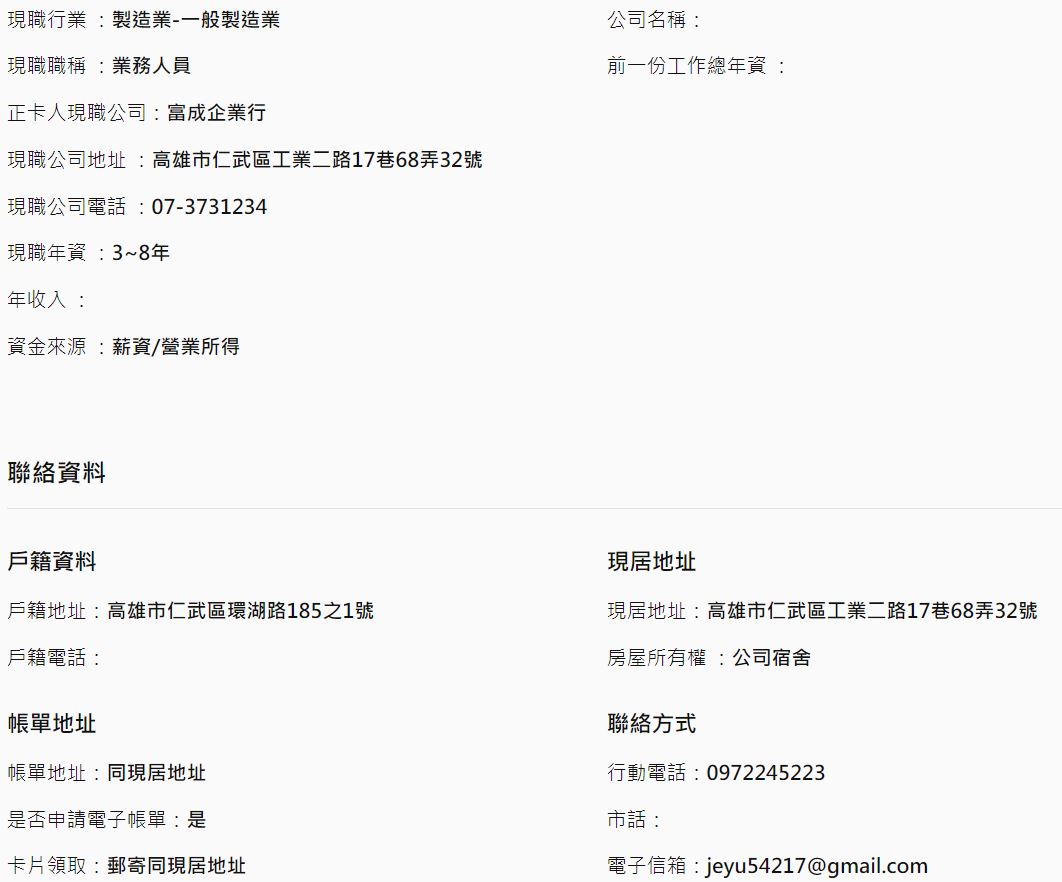 現職行業 ：製造業-一般製造業
公司名稱：
現職職稱 ：業務人員
前一份工作總年資 ：
正卡人現職公司：富成企業行
現職公司地址 ：高雄市仁武區工業二路17巷68弄32號
現職公司電話 ：07-3731234
現職年資 ：3~8年
年收入 ：
資金來源 ：薪資/營業所得
聯絡資料
戶籍資料
戶籍地址：高雄市仁武區環湖路185之1號
戶籍電話：
現居地址
現居地址：高雄市仁武區工業二路17巷68弄32號
房屋所有權 ：公司宿舍
帳單地址
帳單地址：同現居地址
是否申請電子帳單：是
卡片領取：郵寄同現居地址
聯絡方式
行動電話：0972245223
市話：
電子信箱：jeyu54217@gmail.com